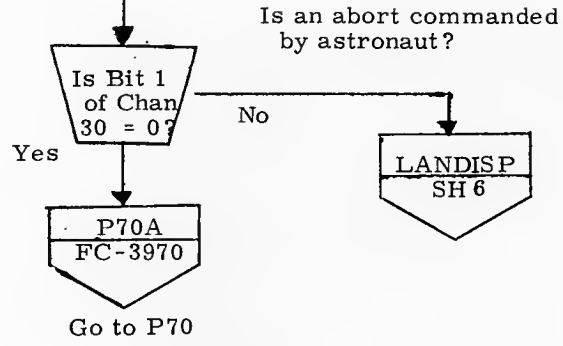 Is an abort commanded
by astronaut?
Is Bit 1
of Chan
30 = 0?
No
Yes
LANDISP
SH 6
P70A
FC-3970
Go to P70